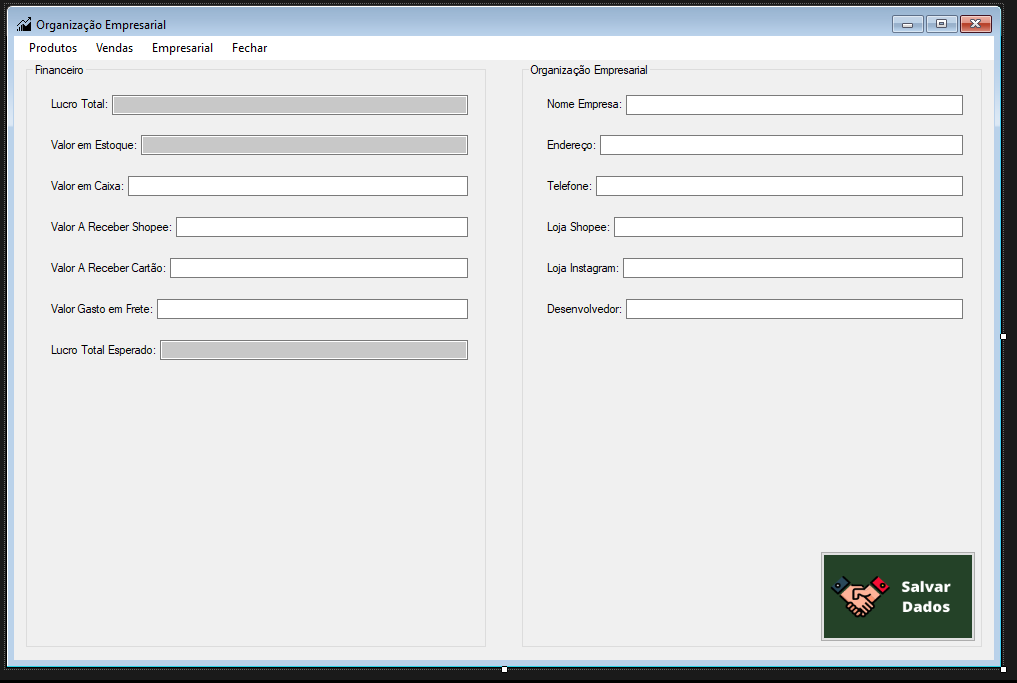 Organização Empresarial
Produtos Vendas Empresarial Fechar
Financeiro
Lucro Total:
Valor em Estoque:
Valor em Caixa:
Valor A Receber Shopee:
Valor A Receber Cartão:
Valor Gasto em Frete:
Lucro Total Esperado:
Organização Empresarial
Nome Empresa:
Endereço:
Telefone:
Loja Shopee:
Loja Instagram:
Desenvolvedor:
Salvar
Dados